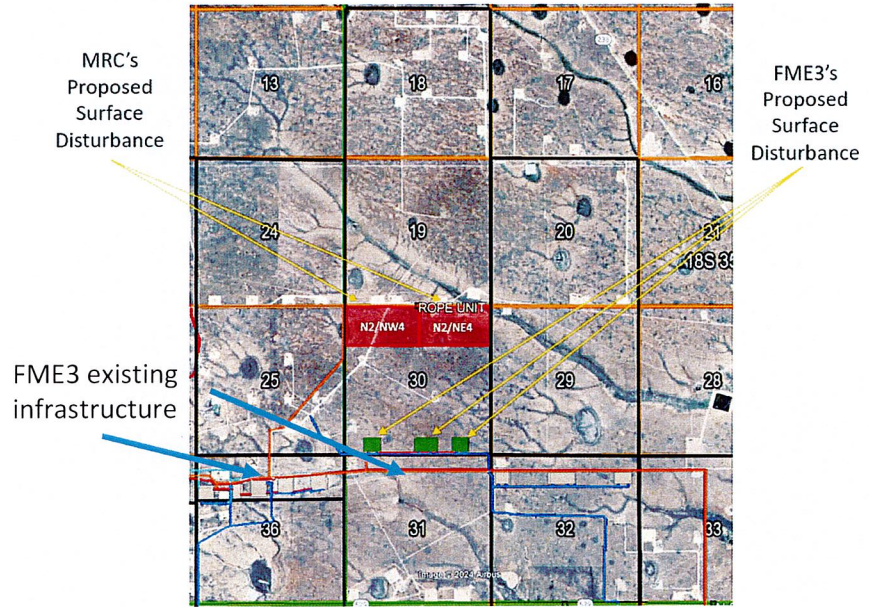 MRC's
Proposed
Surface
Disturbance
FME3's
Proposed
Surface
Disturbance
13
18
17
16
24
19
20
21
18S 33
ROPE UNIT
N2/NW4
N2/NE4
25
30
29
28
FME3 existing
infrastructure
36
31
32
33
Image © 2024 Airbus